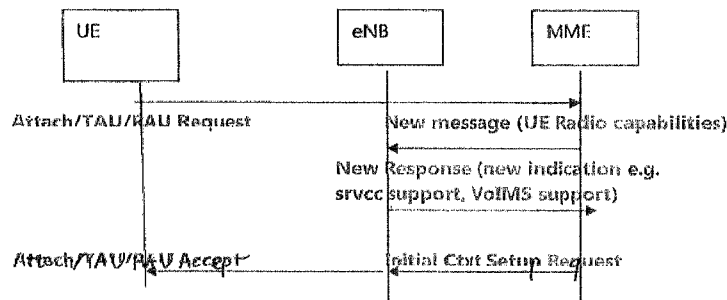 UE
eNB
MME
Attach/TAU/RAU Request
New message (UE Radio capabilities)
New Response (new indication e.g.
srvcc support, VoIMS support)
Attach/TAU/RAU Accept
Initial Ctxt Setup Request